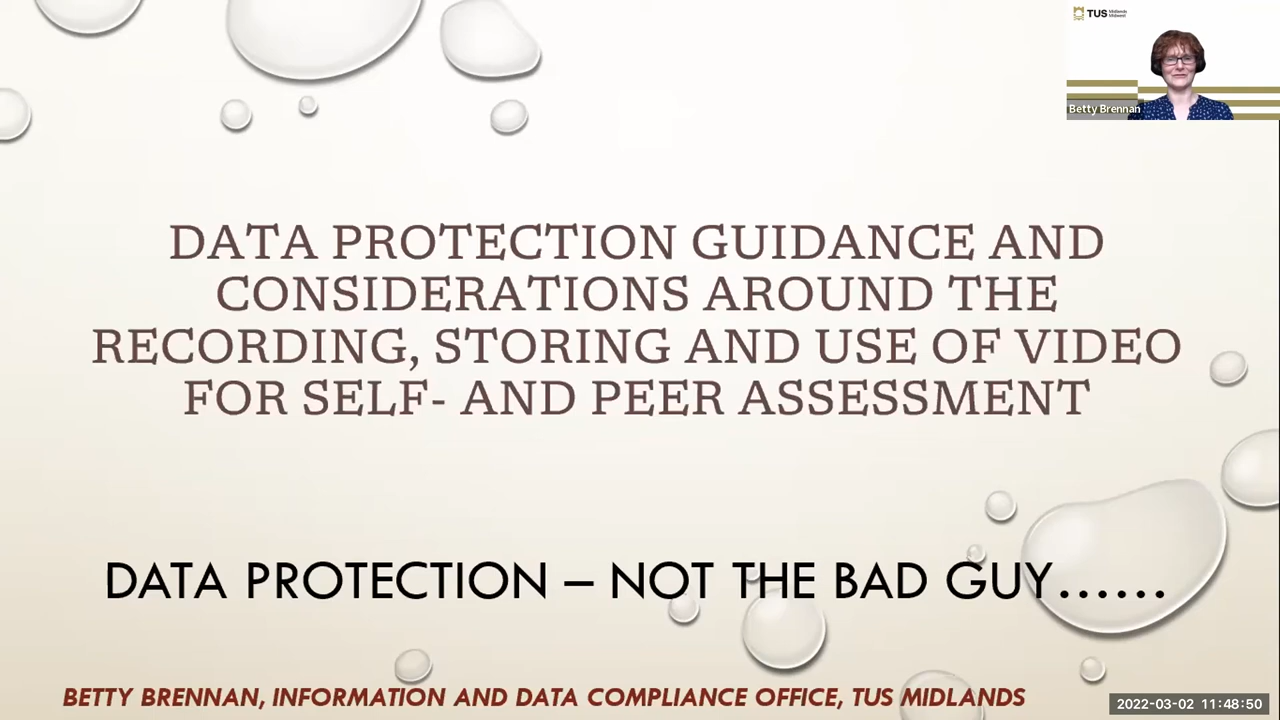 TUS Midlands
Midwest
Betty Brennan
DATA PROTECTION GUIDANCE AND
CONSIDERATIONS AROUND THE
RECORDING, STORING AND USE OF VIDEO
FOR SELF- AND PEER ASSESSMENT
DATA PROTECTION – NOT THE BAD GUY......
BETTY BRENNAN, INFORMATION AND DATA COMPLIANCE OFFICE, TUS MIDLANDS
2022-03-02 11:48:50